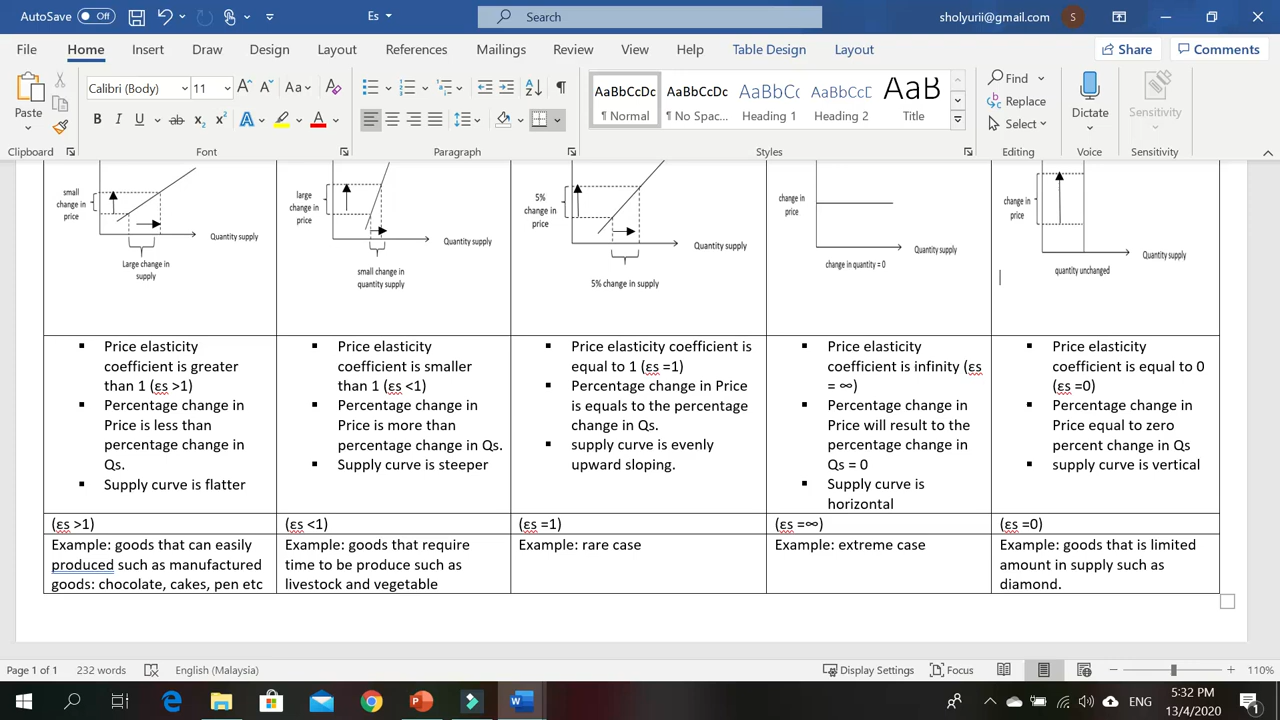 AutoSave Off Es Search sholyurii@gmail.com S
File Home Insert Draw Design Layout References Mailings Review View Help Table Design Layout Share Comments
Paste
Clipboard
Calibri (Body) 11
Font
Paragraph
AaBbCcDc AaBbCcDc AaBbCc AaBbCcD AaB
¶ Normal ¶ No Spac... Heading 1 Heading 2 Title
Styles
Find
Replace
Select
Editing
Dictate
Voice
Sensitivity
Sensitivity
small
change in
price
Quantity supply
Large change in
supply
large
change in
price
Quantity supply
small change in
quantity supply
5%
change in
price
Quantity supply
5% change in supply
change in
price
Quantity supply
change in quantity = 0
change in
price
Quantity supply
quantity unchanged
▪ Price elasticity
coefficient is greater
than 1 (εs >1)
▪ Percentage change in
Price is less than
percentage change in
Qs.
▪ Supply curve is flatter
▪ Price elasticity
coefficient is smaller
than 1 (εs <1)
▪ Percentage change in
Price is more than
percentage change in Qs.
▪ Supply curve is steeper
▪ Price elasticity coefficient is
equal to 1 (εs =1)
▪ Percentage change in Price
is equals to the percentage
change in Qs.
▪ supply curve is evenly
upward sloping.
▪ Price elasticity
coefficient is infinity (εs
= ∞)
▪ Percentage change in
Price will result to the
percentage change in
Qs = 0
▪ Supply curve is
horizontal
▪ Price elasticity
coefficient is equal to 0
(εs =0)
▪ Percentage change in
Price equal to zero
percent change in Qs
▪ supply curve is vertical
(εs >1)
(εs <1)
(εs =1)
(εs =∞)
(εs =0)
Example: goods that can easily
produced such as manufactured
goods: chocolate, cakes, pen etc
Example: goods that require
time to be produce such as
livestock and vegetable
Example: rare case
Example: extreme case
Example: goods that is limited
amount in supply such as
diamond.
Page 1 of 1 232 words English (Malaysia) Display Settings Focus 110%
ENG
5:32 PM
13/4/2020
1